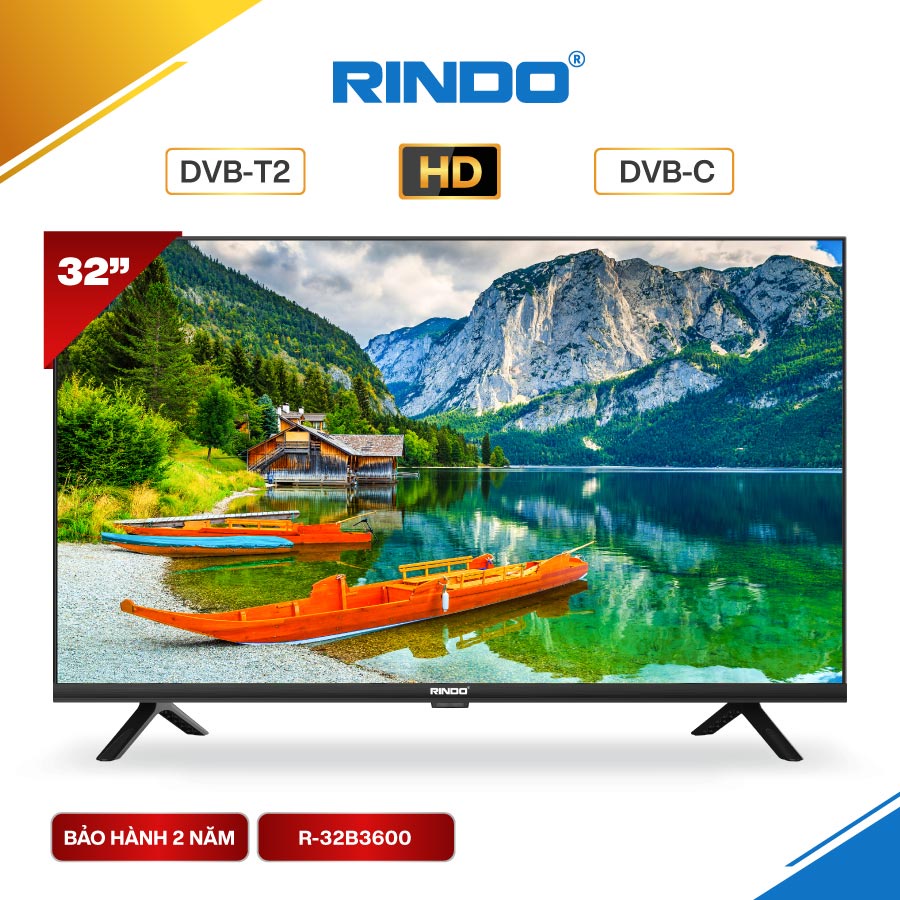 RINDO®
DVB-T2
HD
DVB-C
32”
RINDO
BẢO HÀNH 2 NĂM
R-32B3600